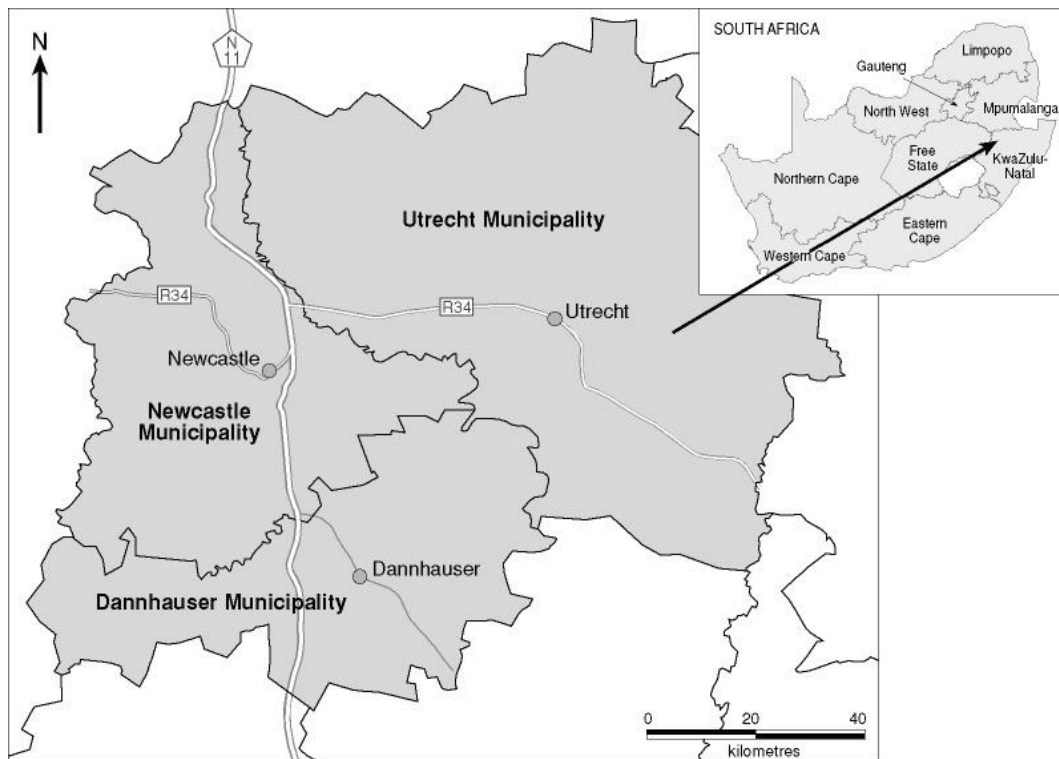 N
N
11
SOUTH AFRICA
Limpopo
Gauteng
North West
Mpumalanga
Free
State
KwaZulu-
Natal
Northern Cape
Eastern
Cape
Western Cape
Utrecht Municipality
R34
R34
Utrecht
Newcastle
Newcastle
Municipality
Dannhauser
Dannhauser Municipality
0 20 40
kilometres